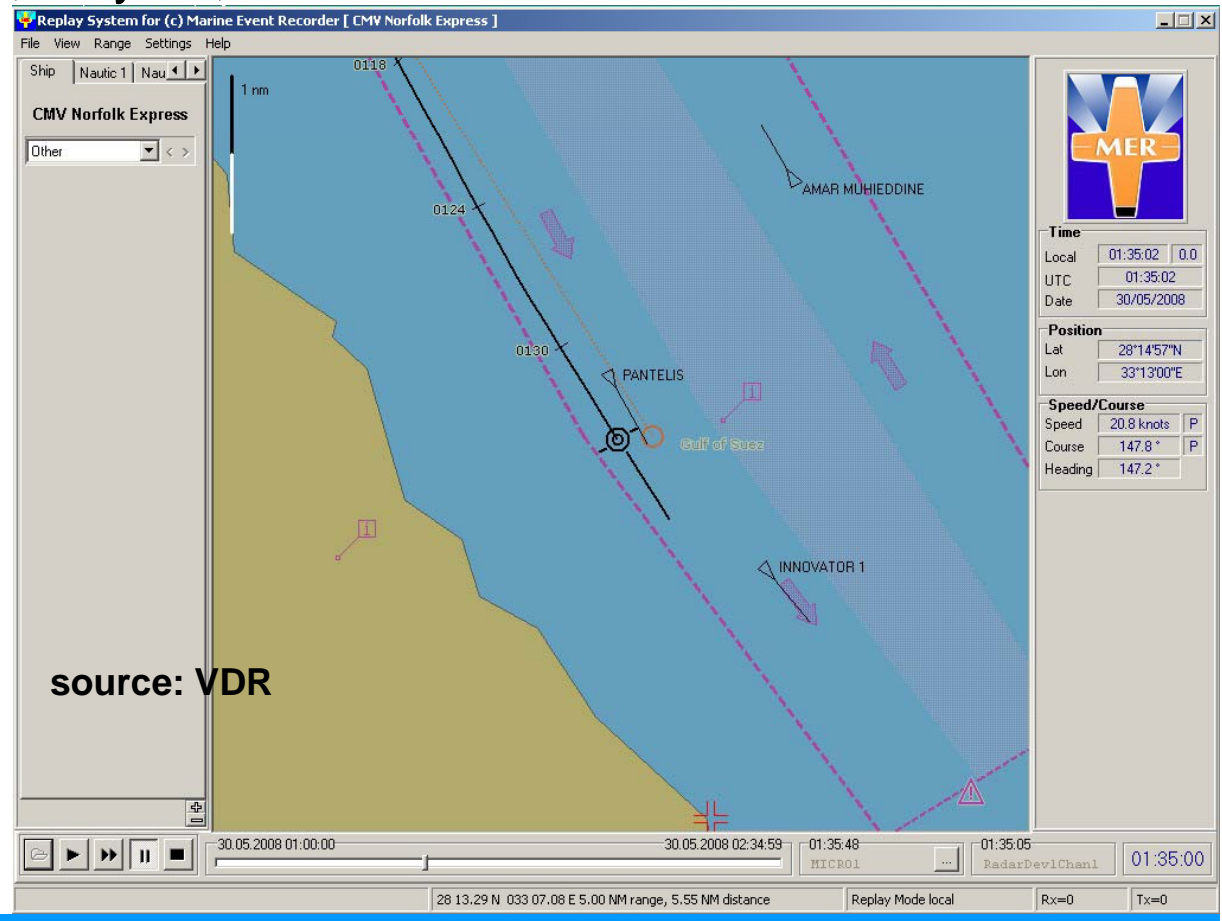 Replay System for (c) Marine Event Recorder [ CMV Norfolk Express ]
File View Range Settings Help
Ship Nautic 1 Nau
CMV Norfolk Express
Other < >
1 nm
0118
0124
0130
AMAR MUHIEDDINE
PANTELIS
i
Gulf of Suez
i
INNOVATOR 1
source: VDR
MER
Time
Local 01:35:02 0.0
UTC 01:35:02
Date 30/05/2008
Position
Lat 28°14'57"N
Lon 33°13'00"E
Speed/Course
Speed 20.8 knots P
Course 147.8 ° P
Heading 147.2 °
30.05.2008 01:00:00 30.05.2008 02:34:59
01:35:48
MICRO1 ...
01:35:05
RadarDev1Chan1
01:35:00
28 13.29 N 033 07.08 E 5.00 NM range, 5.55 NM distance
Replay Mode local
Rx=0
Tx=0